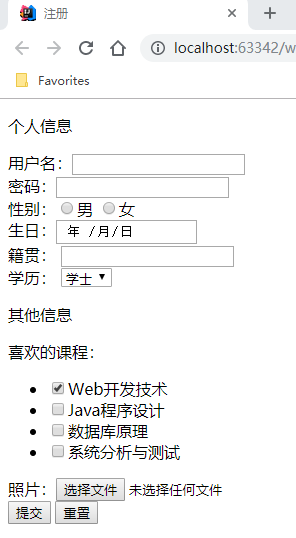 注册
localhost:63342/w
Favorites
个人信息
用户名：
密码：
性别： 男 女
生日： 年 /月/日
籍贯：
学历： 学士
其他信息
喜欢的课程：
Web开发技术
Java程序设计
数据库原理
系统分析与测试
照片： 选择文件 未选择任何文件
提交 重置